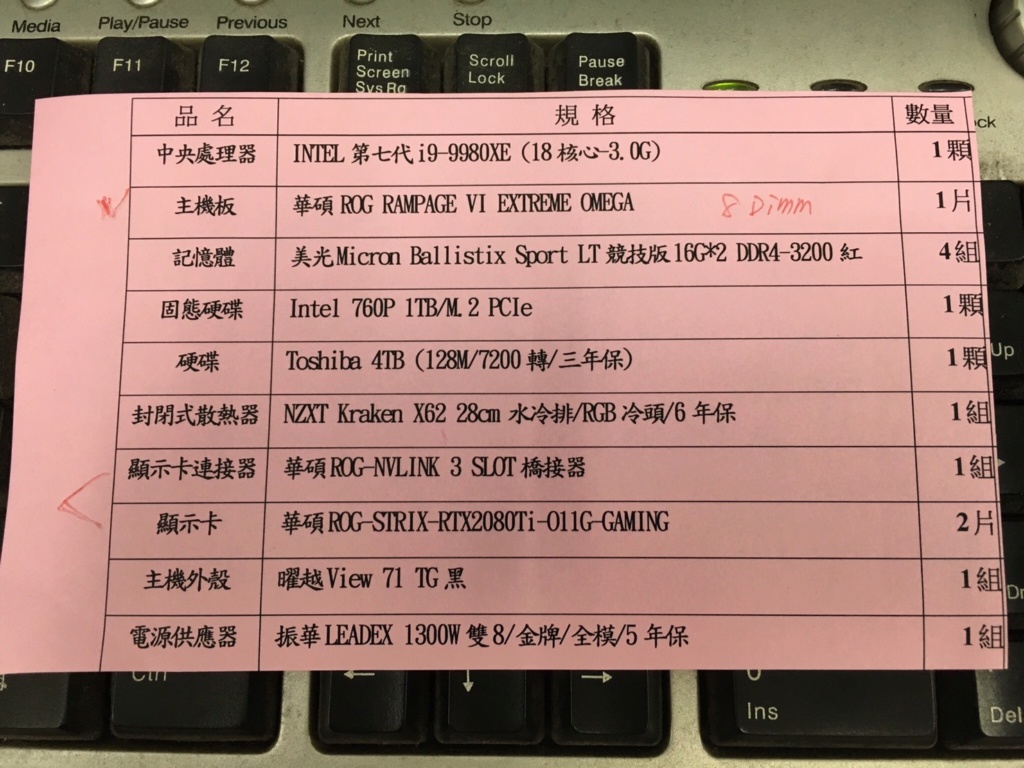 Media Play/Pause Previous Next Stop
F10 F11 F12 Print Screen Sys Rq Scroll Lock Pause Break
品名 規格 數量
中央處理器 INTEL 第七代 i9-9980XE (18 核心-3.0G) 1 顆
主機板 華碩 ROG RAMPAGE VI EXTREME OMEGA 8 Dimm 1 片
記憶體 美光 Micron Ballistix Sport LT 競技版 16G*2 DDR4-3200 紅 4 組
固態硬碟 Intel 760P 1TB/M.2 PCIe 1 顆
硬碟 Toshiba 4TB (128M/7200 轉/三年保) 1 顆
Up
封閉式散熱器 NZXT Kraken X62 28cm 水冷排/RGB 冷頭/6 年保 1 組
顯示卡連接器 華碩 ROG-NVLINK 3 SLOT 橋接器 1 組
顯示卡 華碩 ROG-STRIX-RTX2080Ti-O11G-GAMING 2 片
主機外殼 曜越 View 71 TG 黑 1 組
電源供應器 振華 LEADEX 1300W 雙 8/金牌/全模/5 年保 1 組
Ctrl ← ↓ → 0
Ins Del